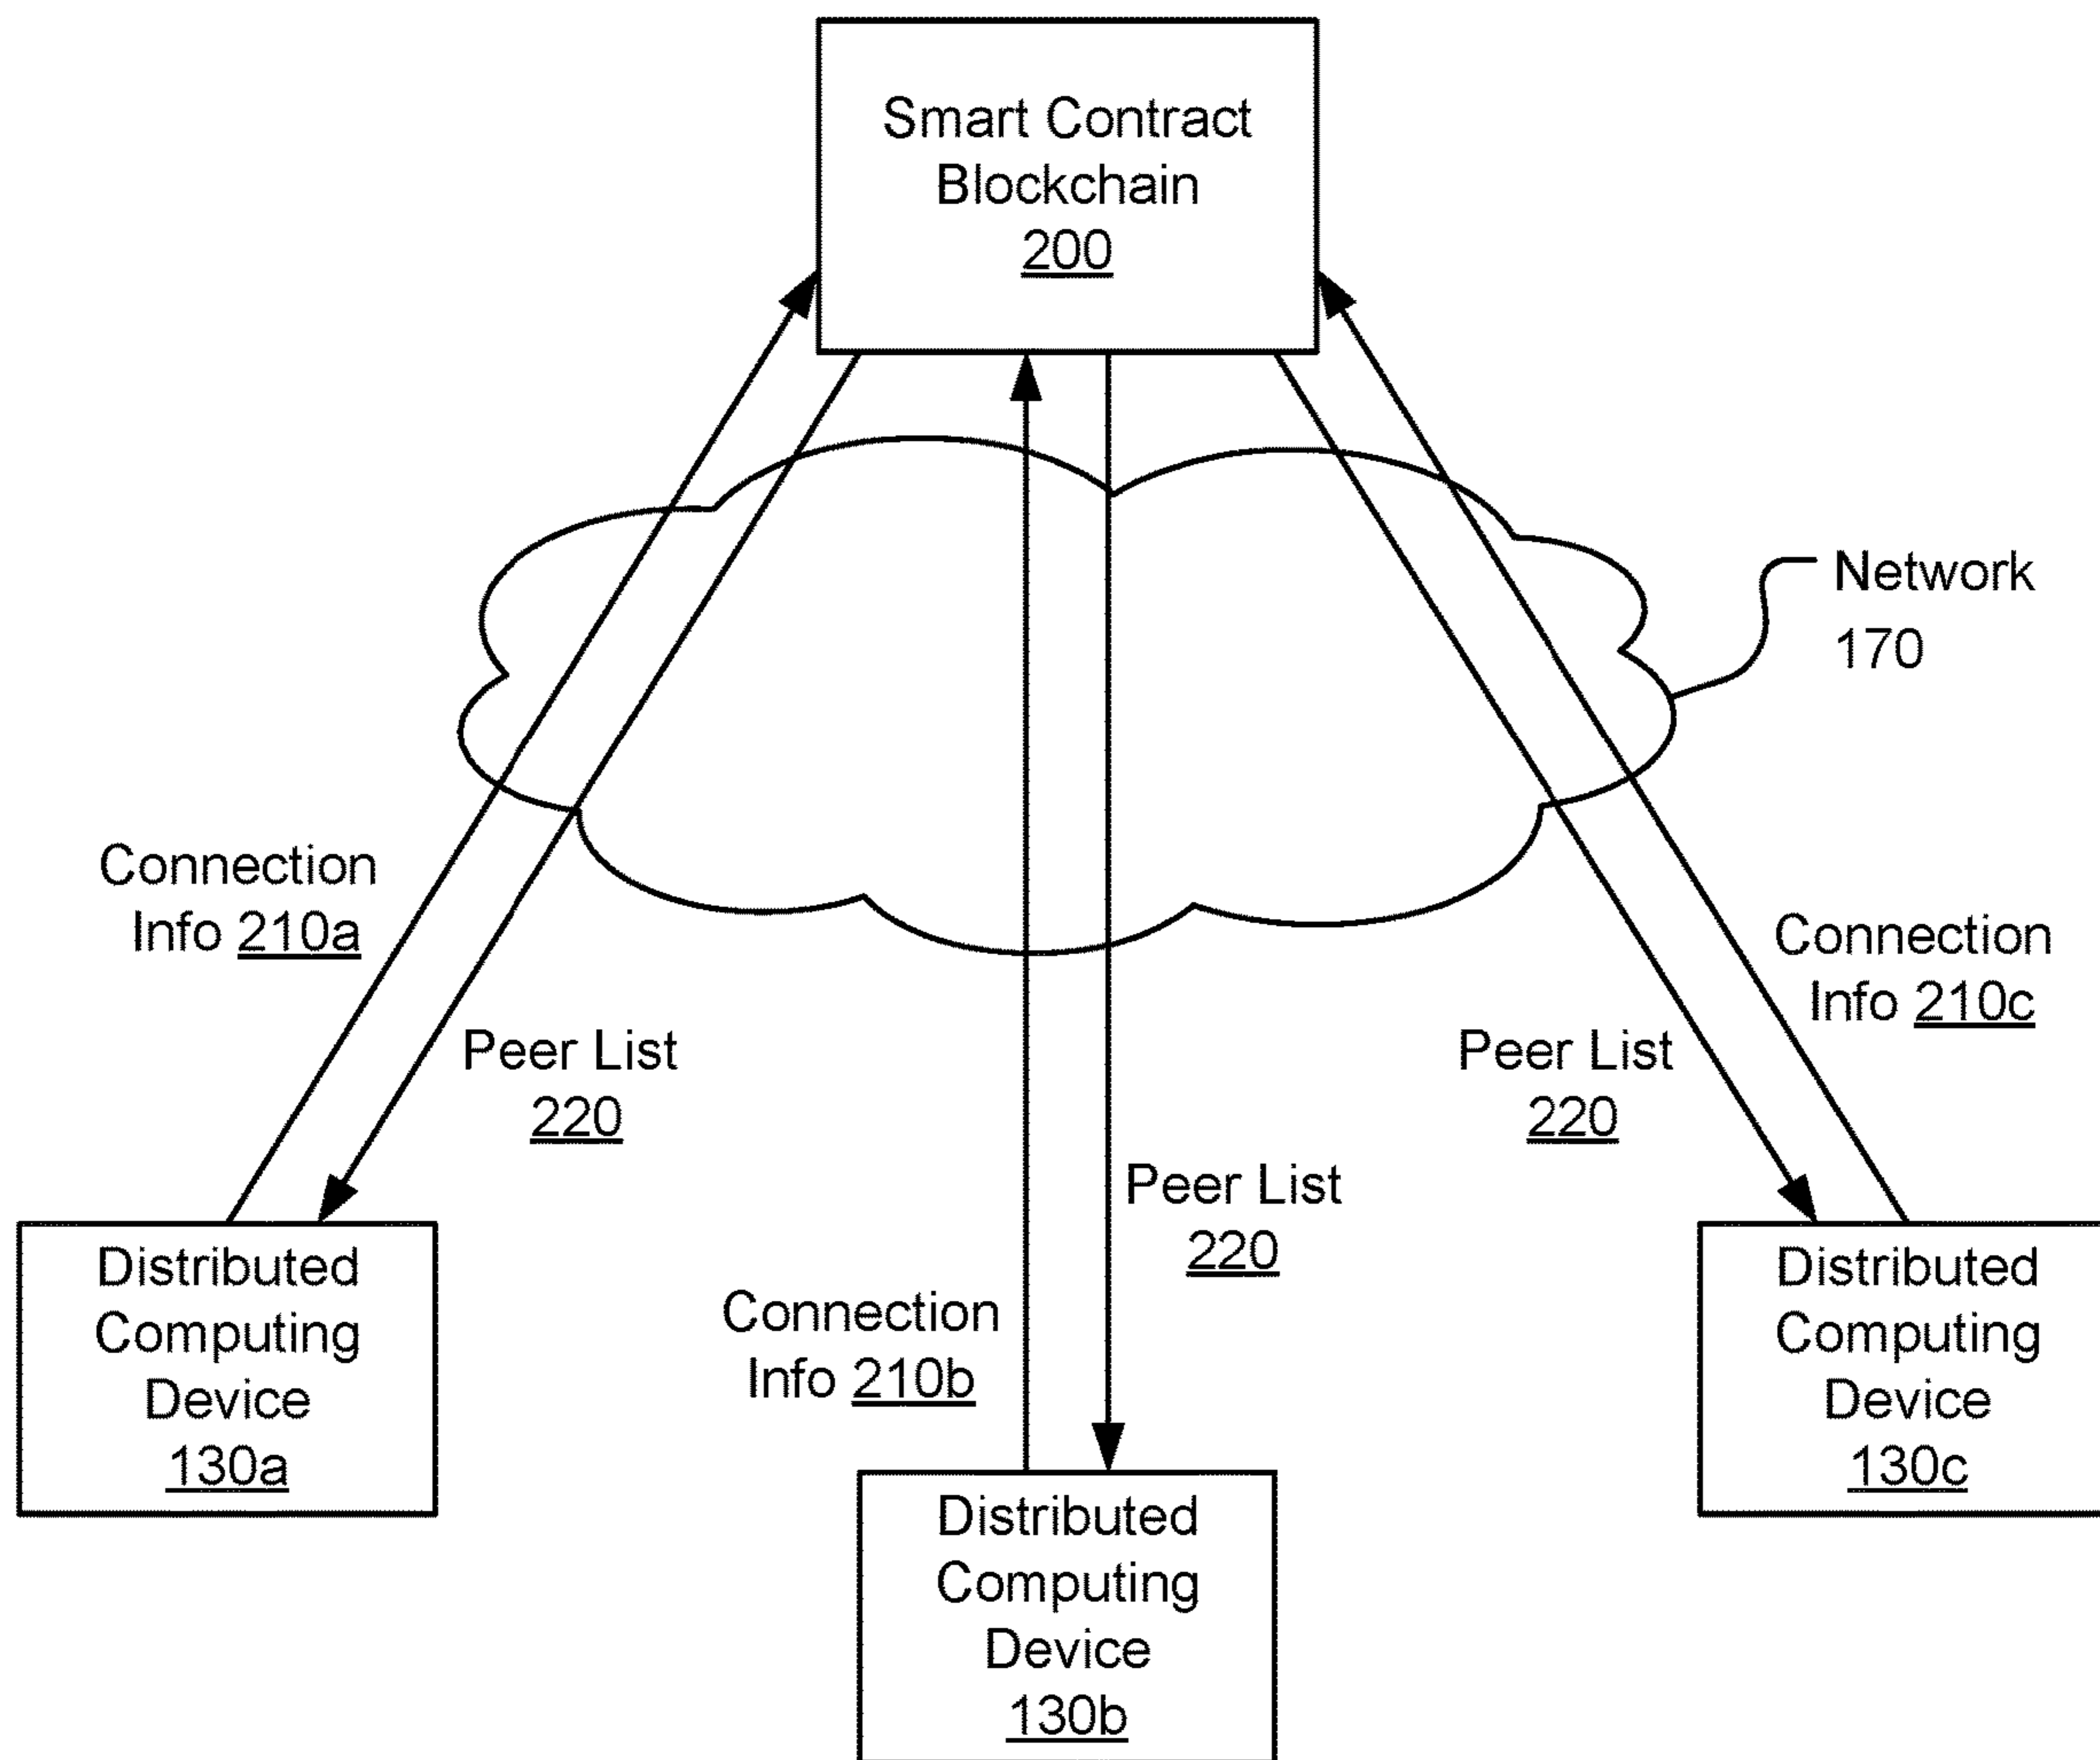 Smart Contract
Blockchain
200
Network
170
Connection
Info 210a
Connection
Info 210c
Peer List
220
Peer List
220
Peer List
220
Connection
Info 210b
Distributed
Computing
Device
130a
Distributed
Computing
Device
130b
Distributed
Computing
Device
130c